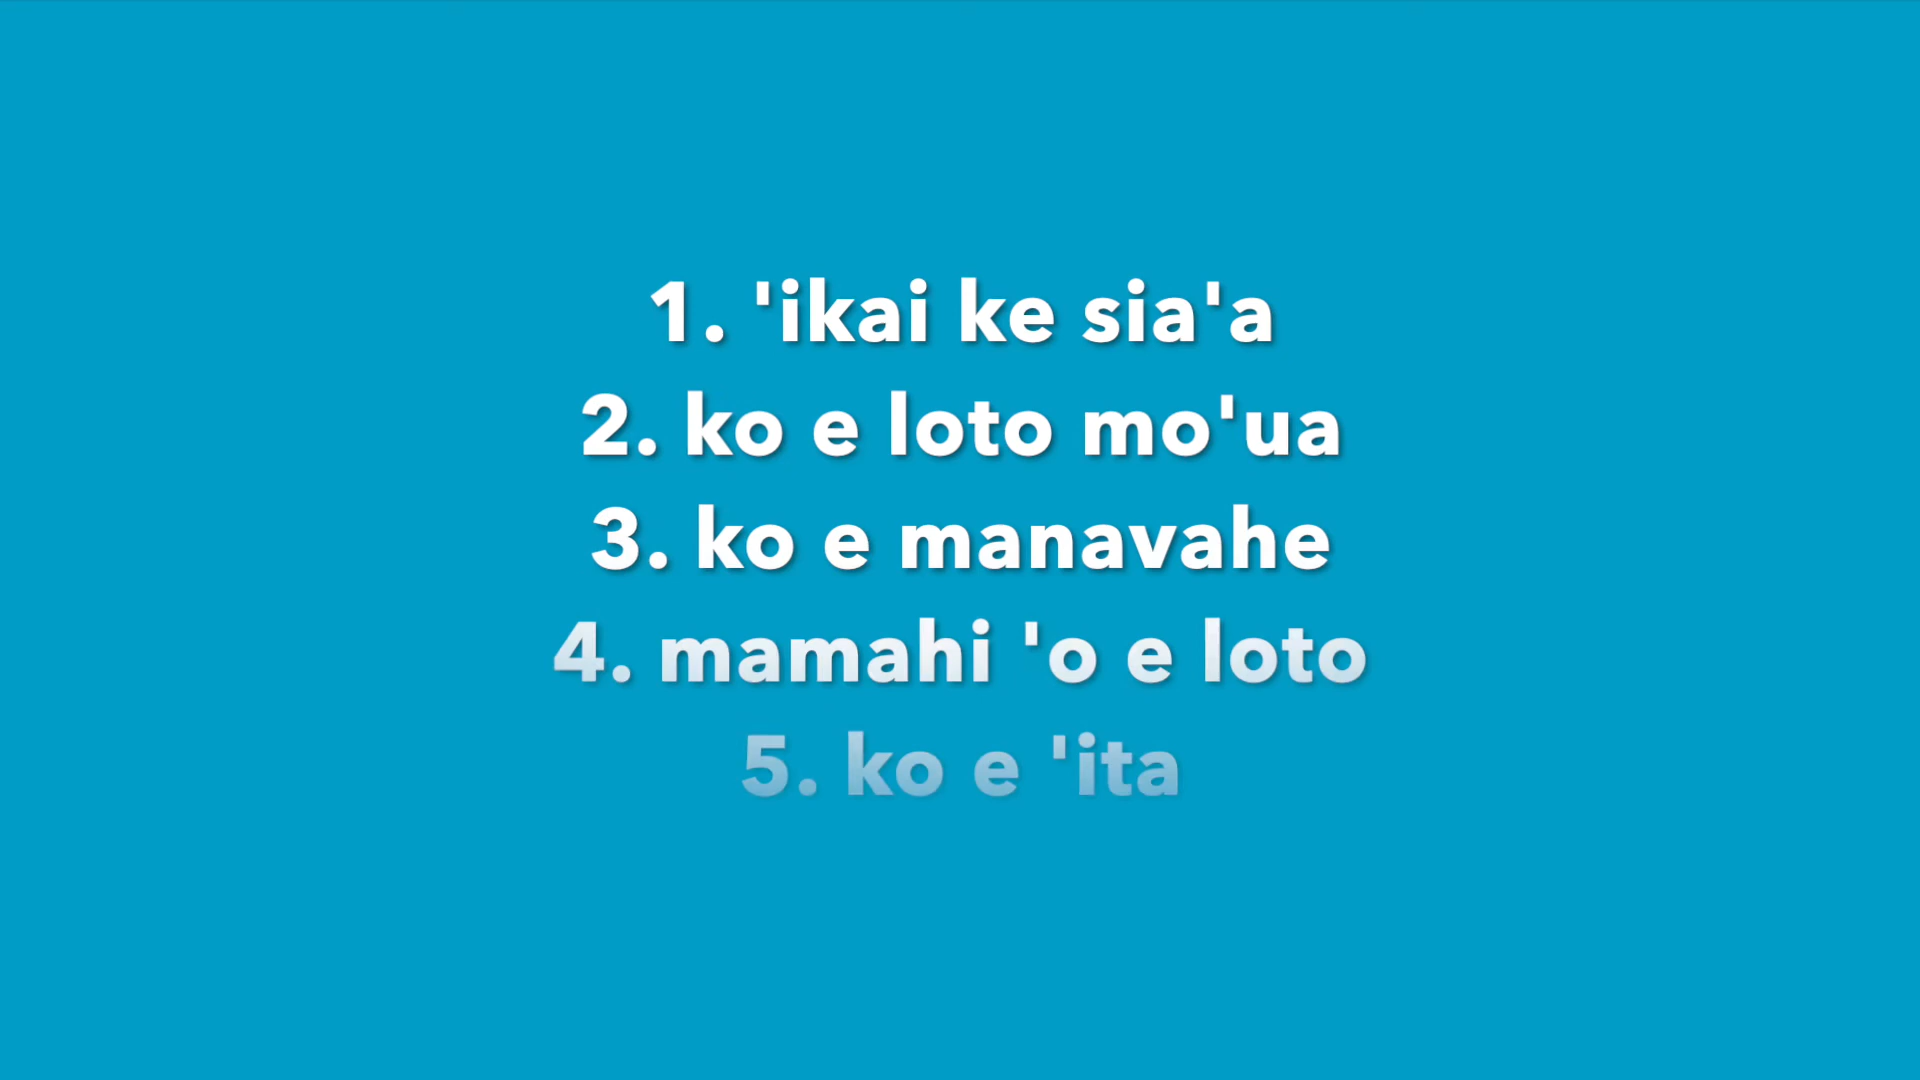 1. 'ikai ke sia'a
2. ko e loto mo'ua
3. ko e manavahe
4. mamahi 'o e loto
5. ko e 'ita